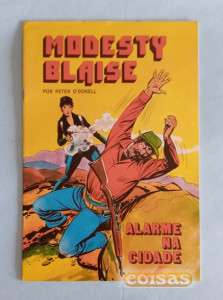 MODESTY
BLAISE
POR PETER O'DONELL
ALARME
NA
CIDADE
coisas